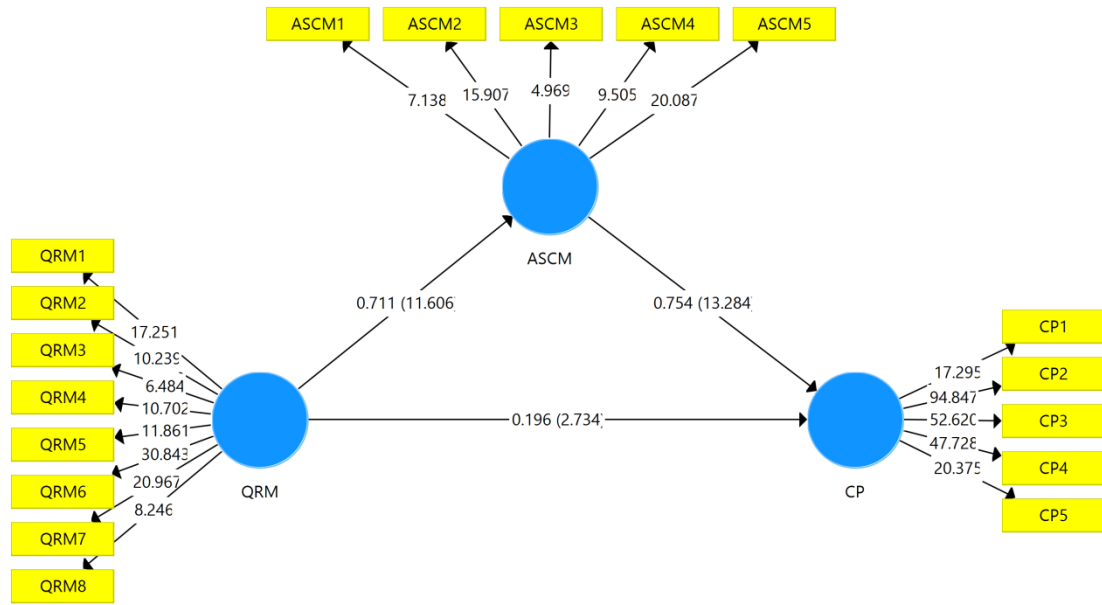 ASCM1 ASCM2 ASCM3 ASCM4 ASCM5
7.138 15.907 4.969 9.505 20.087
ASCM
QRM1
QRM2
QRM3
QRM4
QRM5
QRM6
QRM7
QRM8
17.251
10.239
6.484
10.702
11.861
30.843
20.967
8.246
QRM
0.711 (11.606)
0.754 (13.284)
0.196 (2.734)
CP
17.295
94.847
52.620
47.728
20.375
CP1
CP2
CP3
CP4
CP5